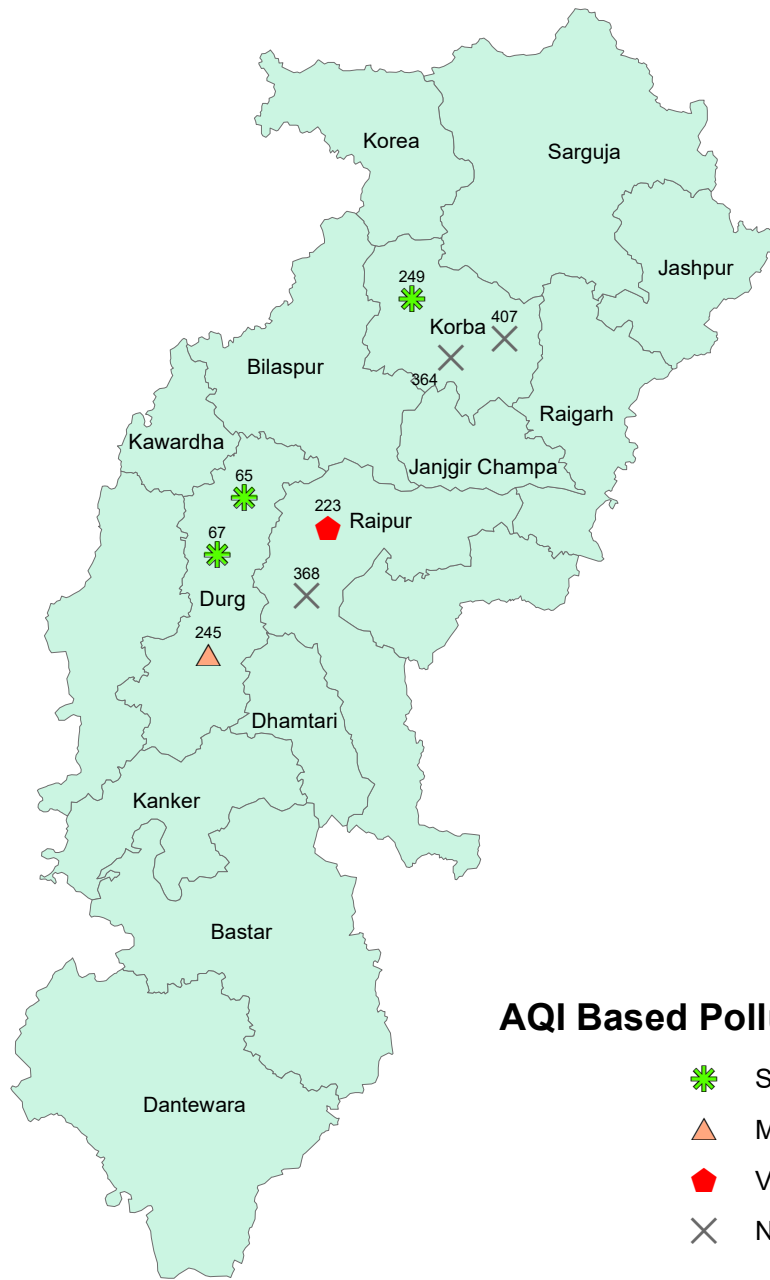 Korea
Sarguja
Jashpur
249
407
Korba
364
Bilaspur
Raigarh
Kawardha
Janjgir Champa
65
223
Raipur
67
368
Durg
245
Dhamtari
Kanker
Bastar
AQI Based Pollu
S
Dantewara
M
V
N